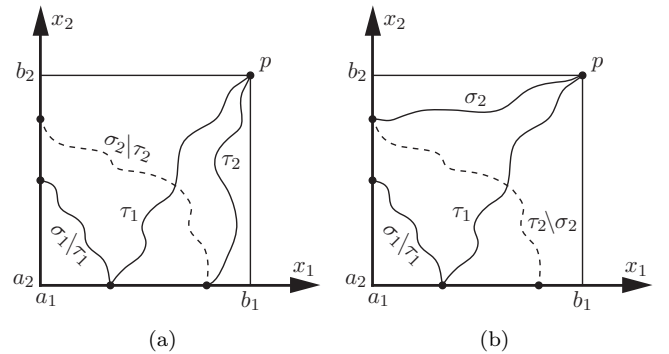 x₂ x₂
b₂ p b₂ p
σ₂
σ₂|τ₂ τ₂
τ₁ τ₁ τ₂\σ₂
σ₁|τ₁ σ₁|τ₁
a₂ x₁ a₂ x₁
a₁ b₁ a₁ b₁
(a) (b)